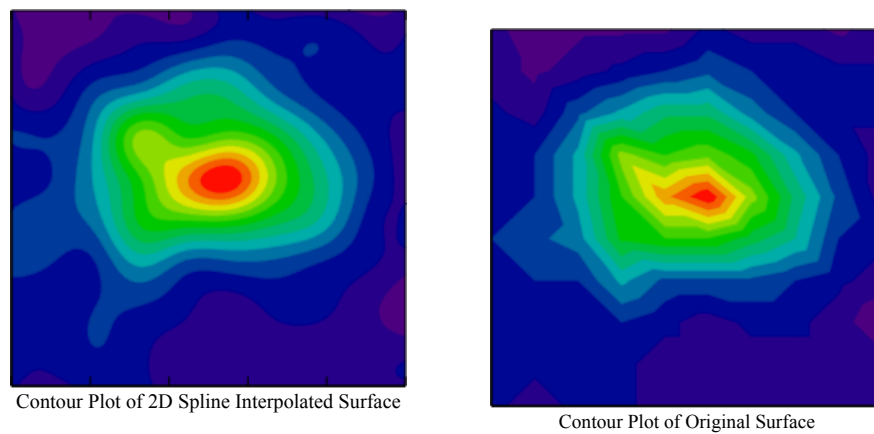 Contour Plot of 2D Spline Interpolated Surface
Contour Plot of Original Surface